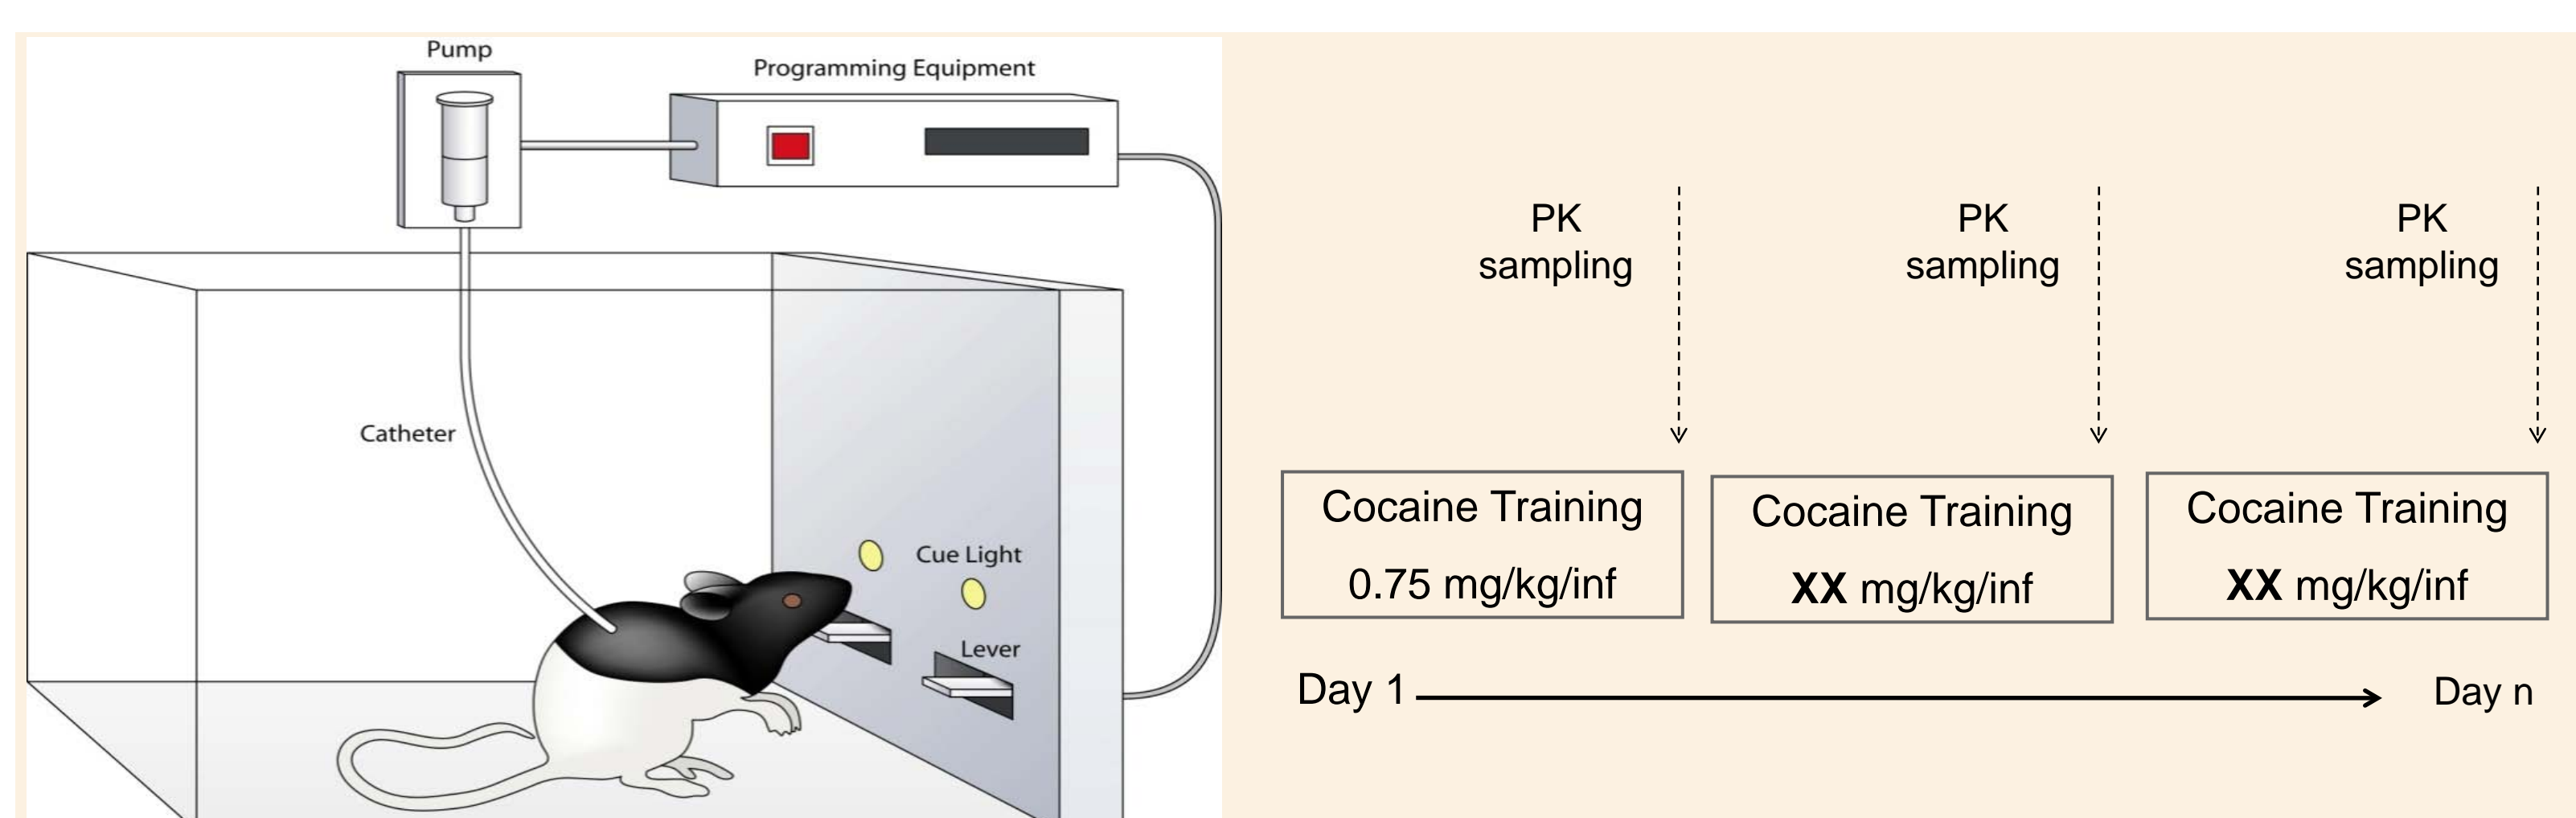 Pump
Programming Equipment
Catheter
Cue Light
Lever
PK
sampling
PK
sampling
PK
sampling
Cocaine Training
0.75 mg/kg/inf
Cocaine Training
XX mg/kg/inf
Cocaine Training
XX mg/kg/inf
Day 1
Day n